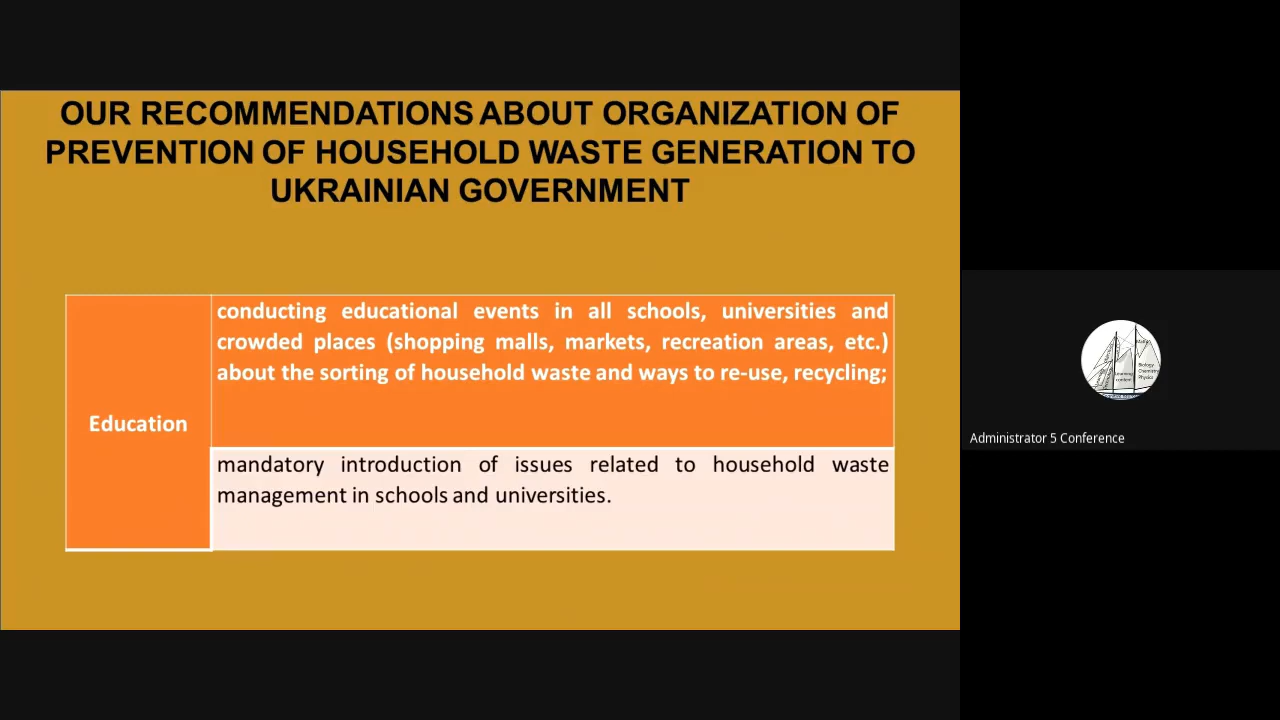 OUR RECOMMENDATIONS ABOUT ORGANIZATION OF
PREVENTION OF HOUSEHOLD WASTE GENERATION TO
UKRAINIAN GOVERNMENT
conducting educational events in all schools, universities and
crowded places (shopping malls, markets, recreation areas, etc.)
about the sorting of household waste and ways to re-use, recycling;
Education
mandatory introduction of issues related to household waste
management in schools and universities.
Biology
Chemistry
Physics
Administrator 5 Conference